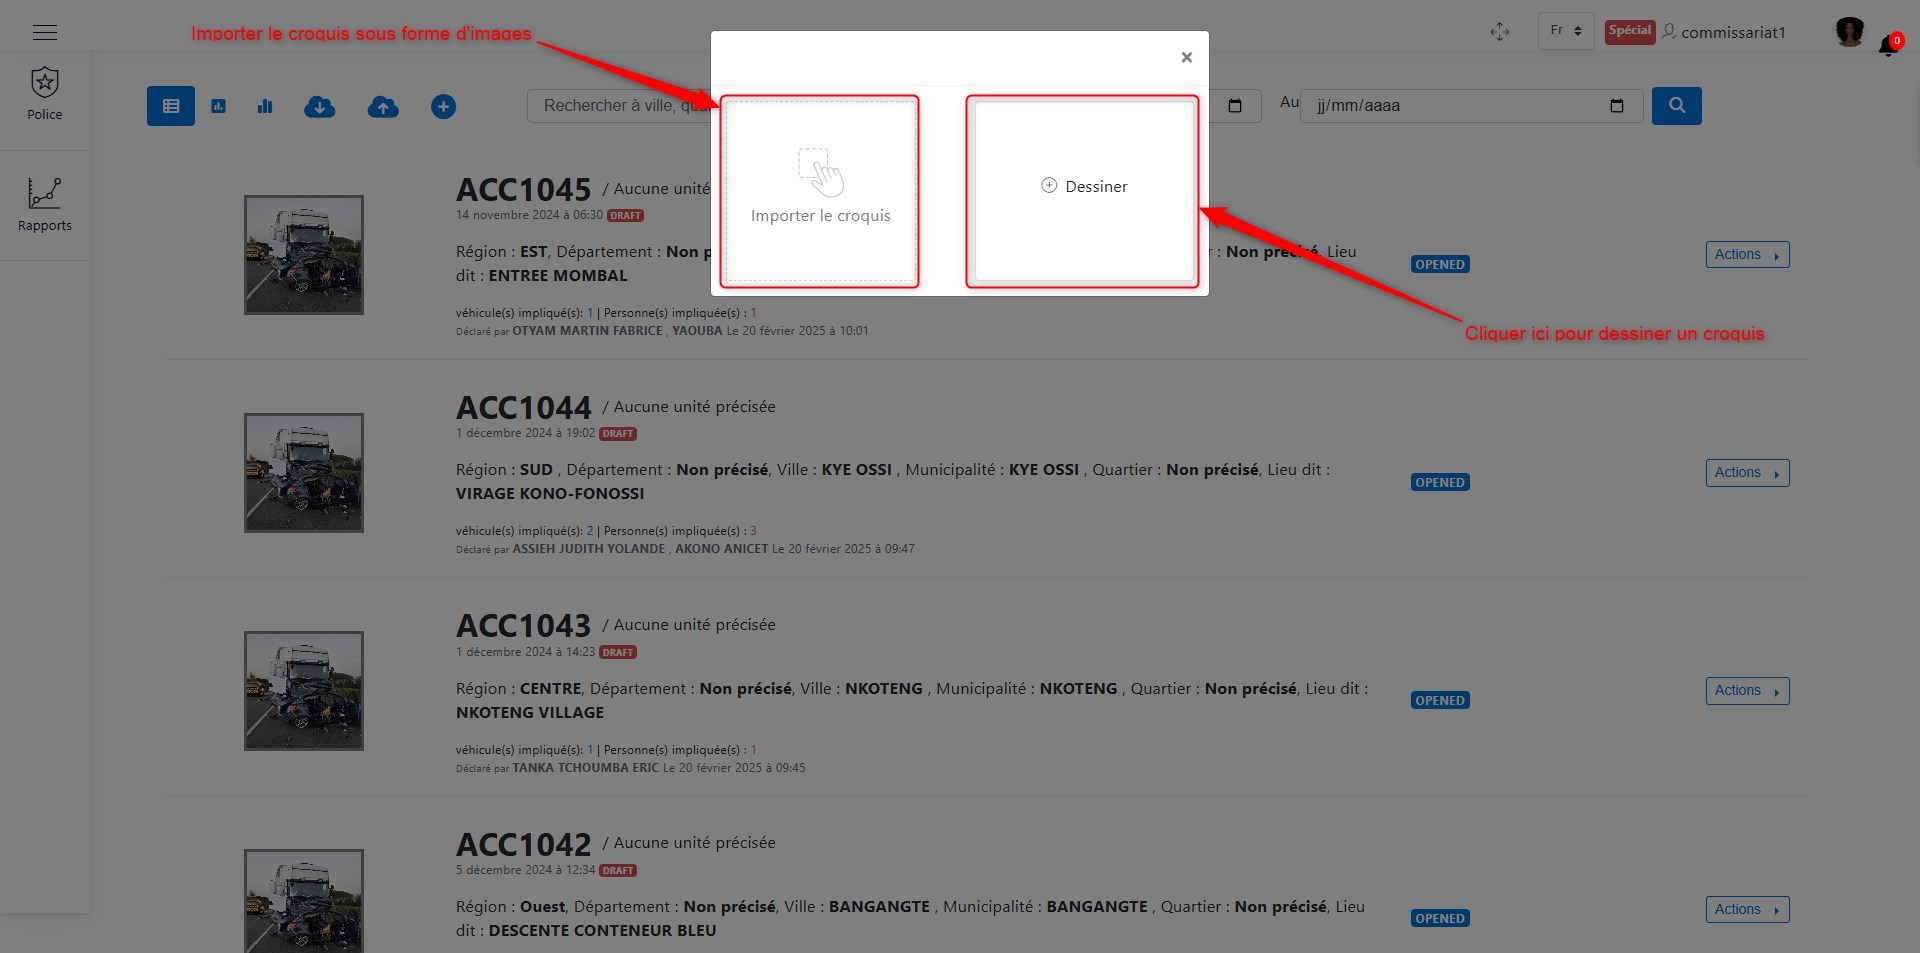 Importer le croquis sous forme d'images
Fr
Spécial
commissariat1
0
×
Police
Rapports
Rechercher à ville,
Au
jj/mm/aaaa
Importer le croquis
Dessiner
Cliquer ici pour dessiner un croquis
ACC1045 / Aucune unité
14 novembre 2024 à 06:30 DRAFT
Région : EST, Département : Non : Non précisé, Lieu
dit : ENTREE MOMBAL
véhicule(s) impliqué(s): 1 | Personne(s) impliquée(s) : 1
Déclaré par OTYAM MARTIN FABRICE , YAOUBA Le 20 février 2025 à 10:01
OPENED
Actions
ACC1044 / Aucune unité précisée
1 décembre 2024 à 19:02 DRAFT
Région : SUD , Département : Non précisé, Ville : KYE OSSI , Municipalité : KYE OSSI , Quartier : Non précisé, Lieu dit :
VIRAGE KONO-FONOSSI
véhicule(s) impliqué(s): 2 | Personne(s) impliquée(s) : 3
Déclaré par ASSIEH JUDITH YOLANDE , AKONO ANICET Le 20 février 2025 à 09:47
OPENED
Actions
ACC1043 / Aucune unité précisée
1 décembre 2024 à 14:23 DRAFT
Région : CENTRE, Département : Non précisé, Ville : NKOTENG , Municipalité : NKOTENG , Quartier : Non précisé, Lieu dit :
NKOTENG VILLAGE
véhicule(s) impliqué(s): 1 | Personne(s) impliquée(s) : 1
Déclaré par TANKA TCHOUMBA ERIC Le 20 février 2025 à 09:45
OPENED
Actions
ACC1042 / Aucune unité précisée
5 décembre 2024 à 12:34 DRAFT
Région : Ouest, Département : Non précisé, Ville : BANGANGTE , Municipalité : BANGANGTE , Quartier : Non précisé, Lieu
dit : DESCENTE CONTENEUR BLEU
OPENED
Actions